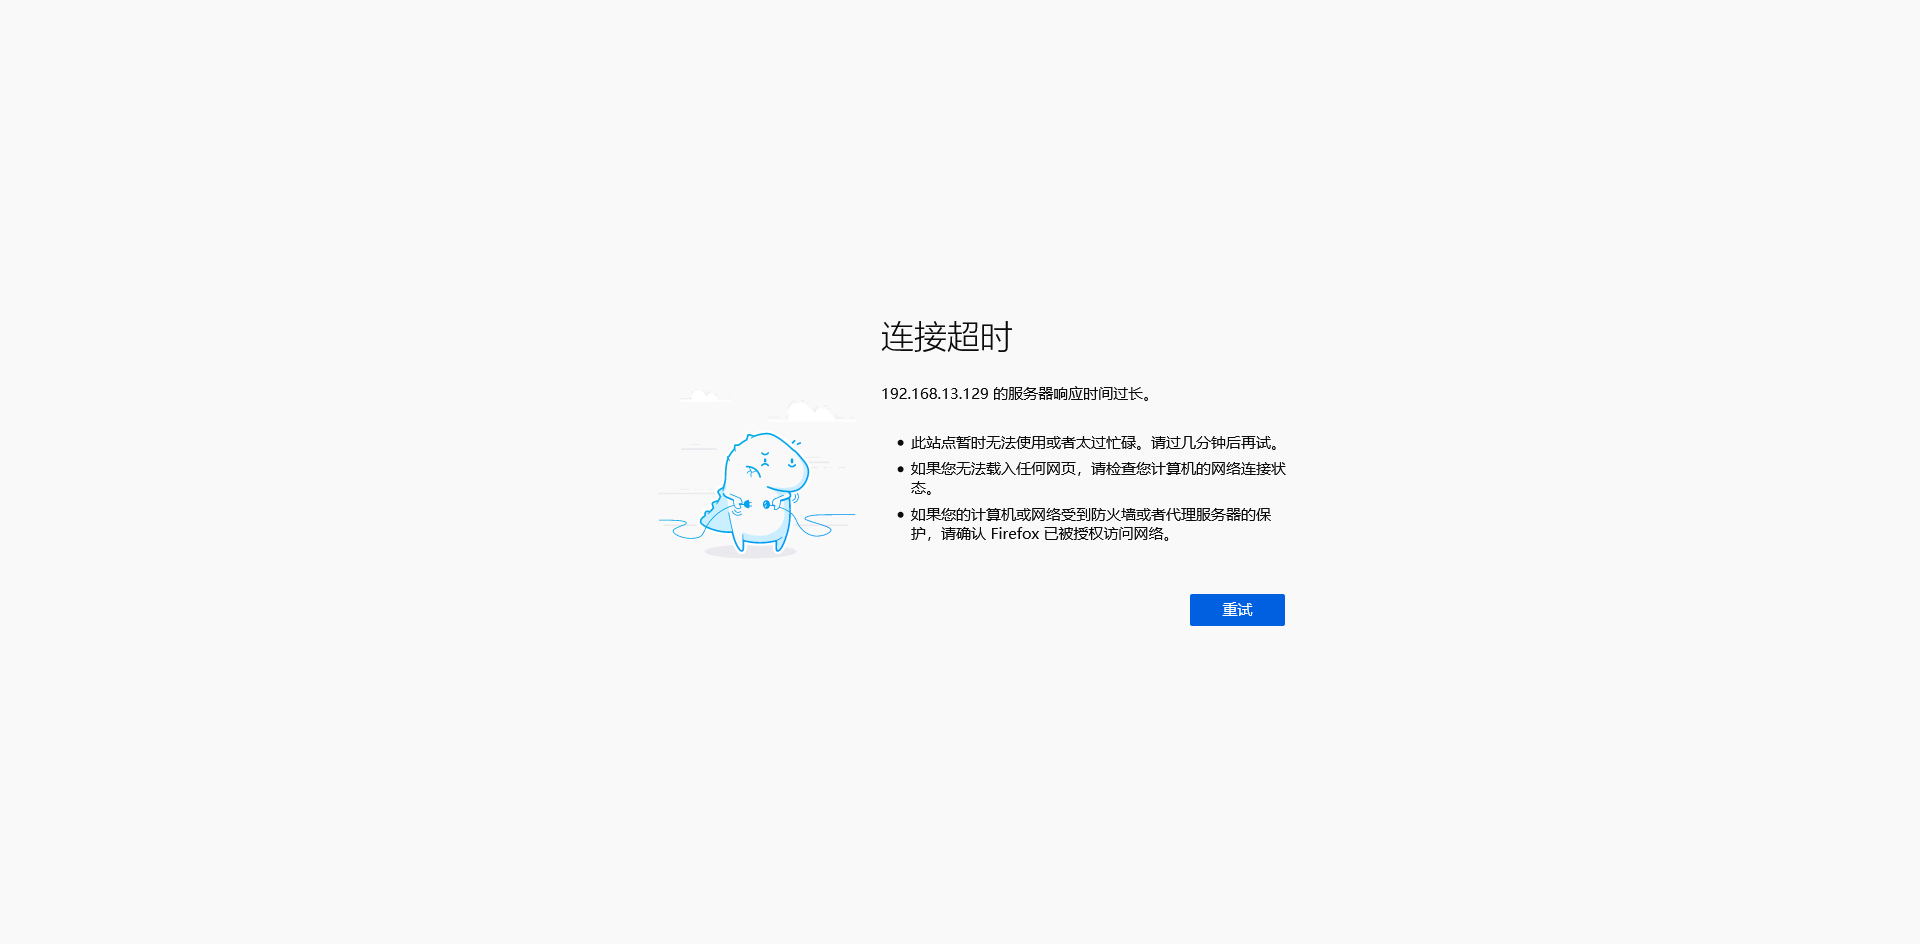 连接超时
192.168.13.129 的服务器响应时间过长。
• 此站点暂时无法使用或者太过忙碌。请过几分钟后再试。
• 如果您无法载入任何网页，请检查您计算机的网络连接状
态。
• 如果您的计算机或网络受到防火墙或者代理服务器的保
护，请确认 Firefox 已被授权访问网络。
重试